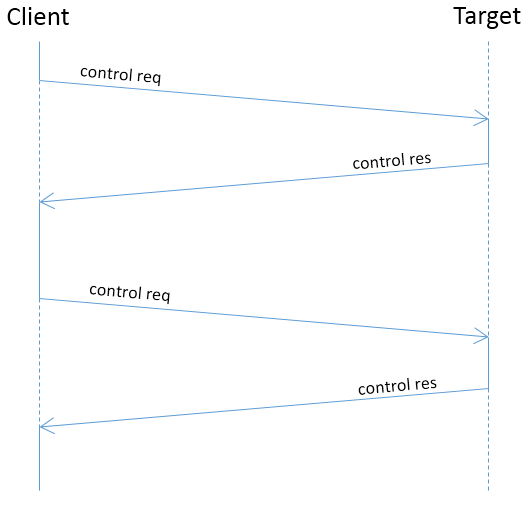 Client
Target
control req
control res
control req
control res